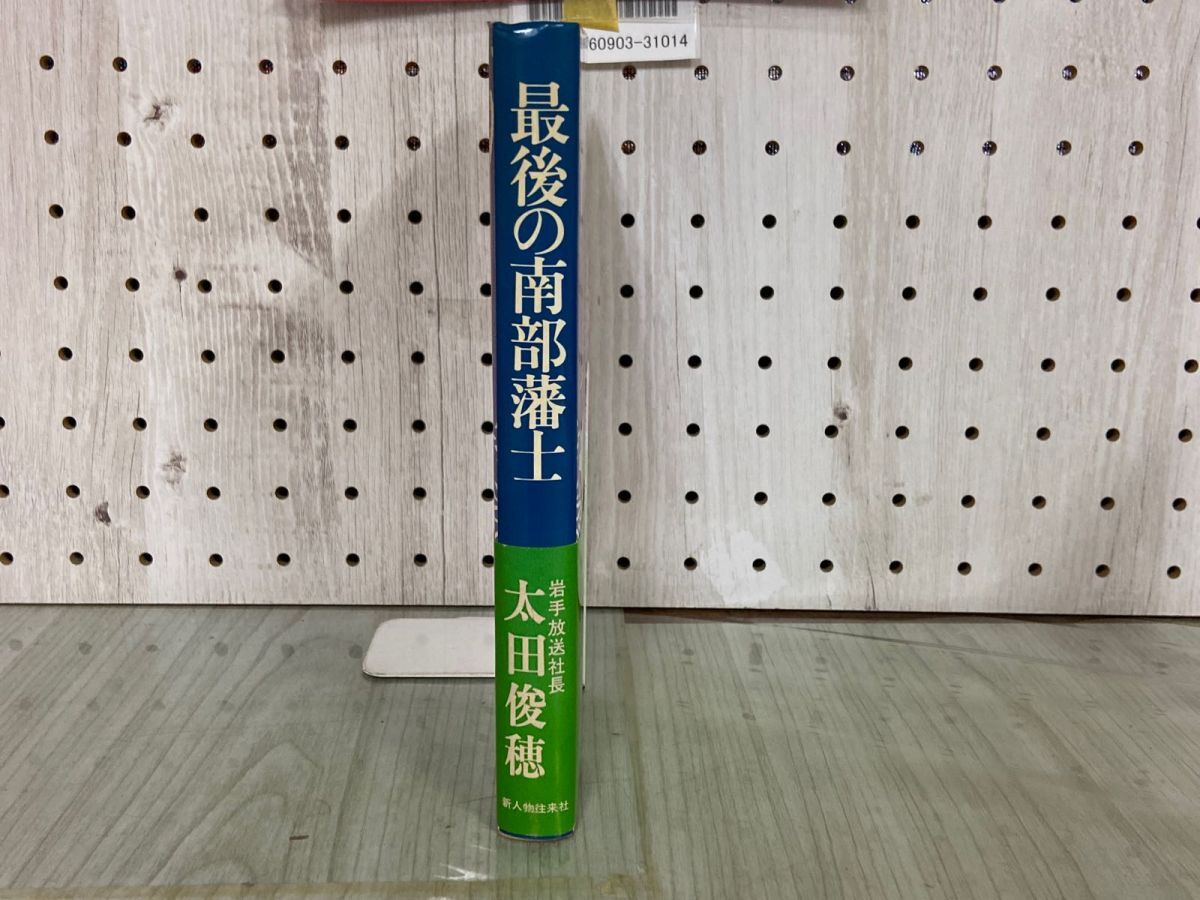 60903-31014
最後の南部藩士
岩手放送社長
太田俊穂
新人物往来社